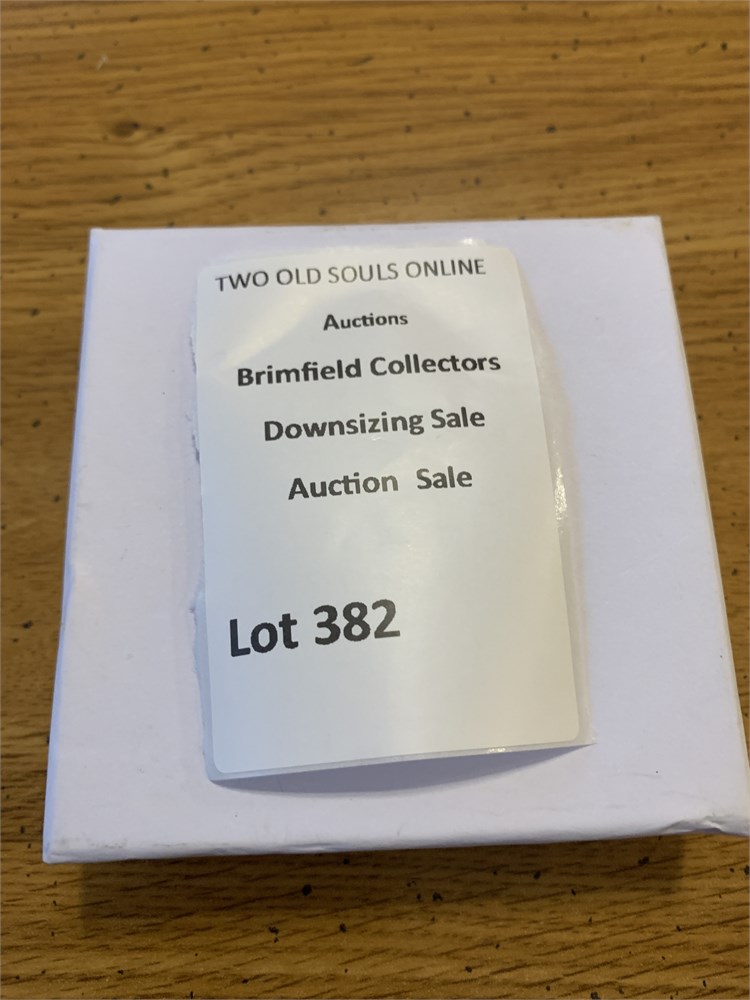 TWO OLD SOULS ONLINE
Auctions
Brimfield Collectors
Downsizing Sale
Auction Sale
Lot 382